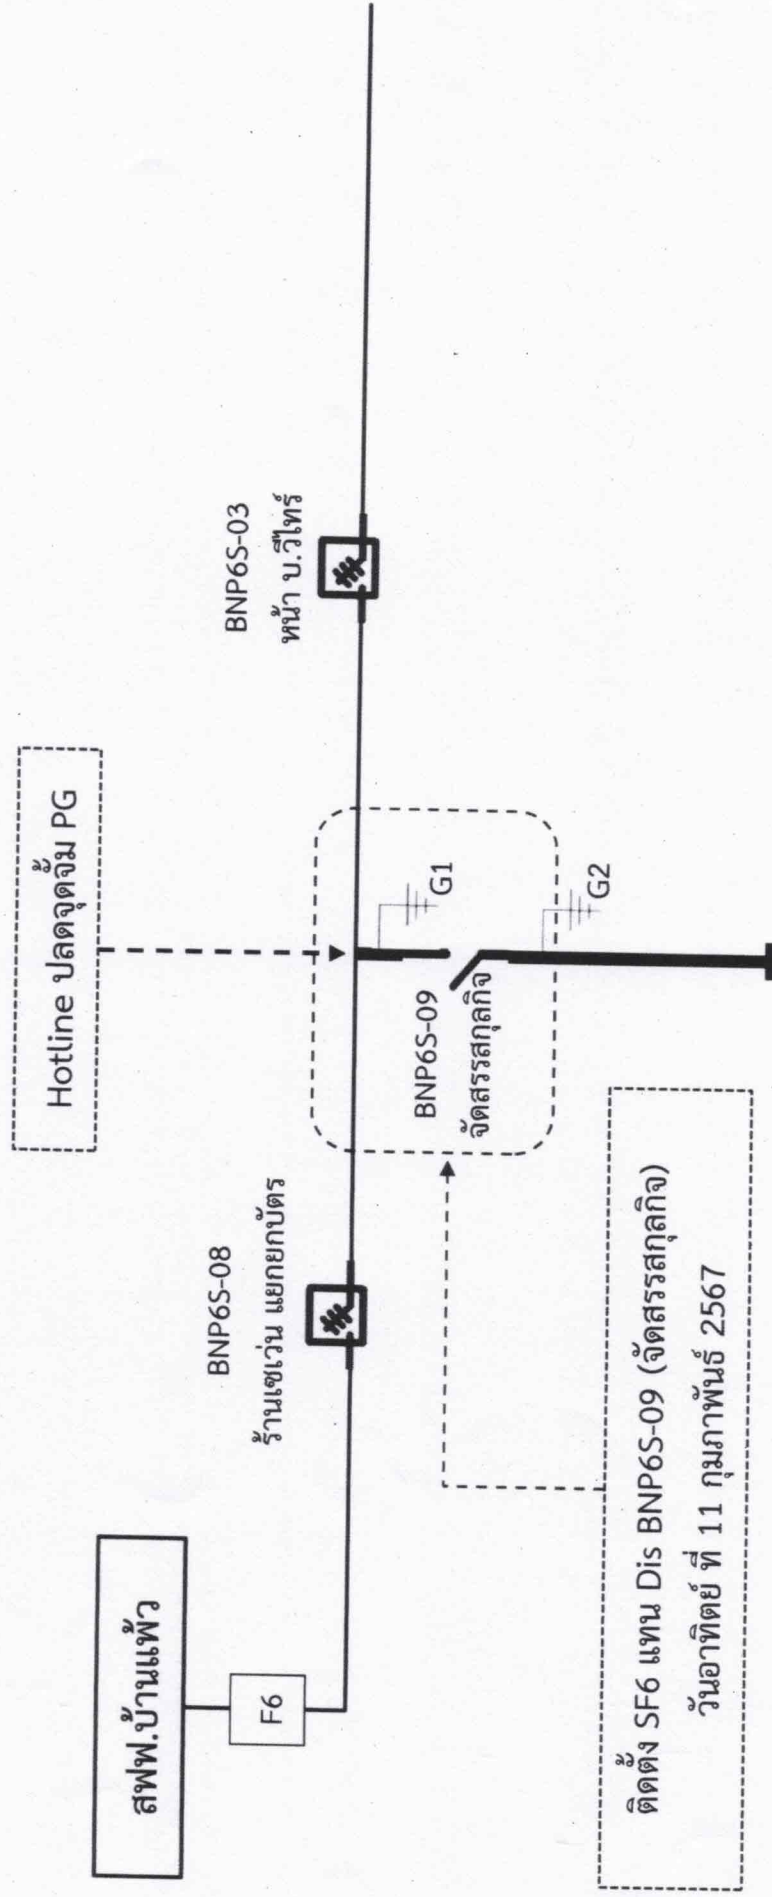 Hotline ปลดจุดจั๊ม PG
BNP6S-03
หน้า บ.วีไทร์
G1
G2
BNP6S-09
จัดสรรสกุลกิจ
BNP6S-08
ร้านเซเว่น แยกยกบัตร
สฟฟ.บ้านแพ้ว
F6
ติดตั้ง SF6 แทน Dis BNP6S-09 (จัดสรรสกุลกิจ)
วันอาทิตย์ ที่ 11 กุมภาพันธ์ 2567